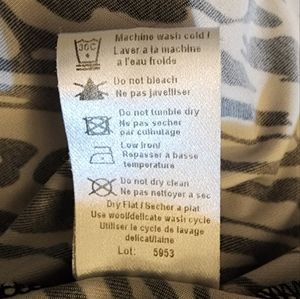 30C
Machine wash cold /
Laver a la machine
a l'eau froide
Do not bleach
Ne pas javelliser
Do not tumble dry
Ne pas secher
par culbutage
Low Iron/
Repasser a basse
temperature
Do not dry clean
Pas nettoyer a sec
Dry Flat / Secher a plat
Use wool/delicate wash cycle
Utiliser le cycle de lavage
delicat/laine
Lot: 5953